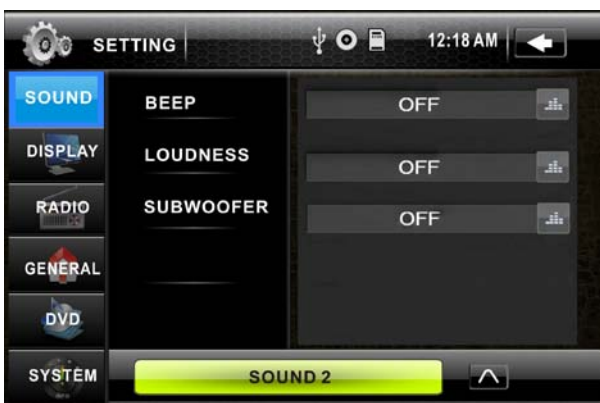 SETTING 12:18 AM
SOUND BEEP OFF
DISPLAY LOUDNESS OFF
RADIO SUBWOOFER OFF
GENERAL
DVD
SYSTEM SOUND 2